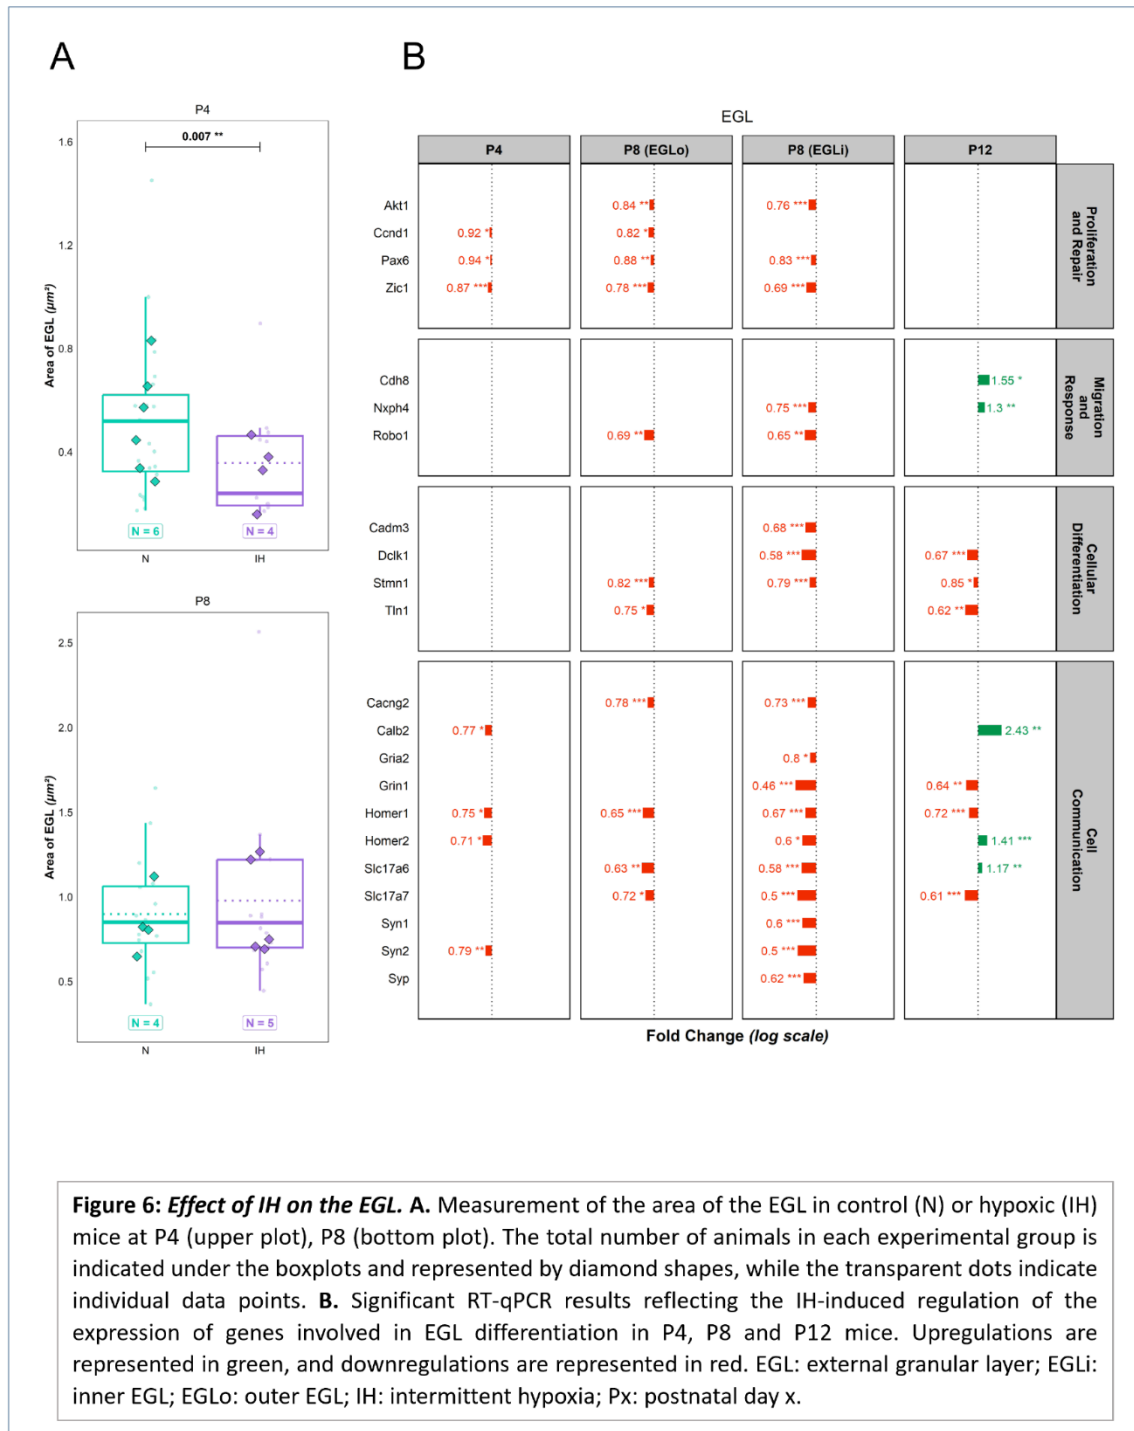 A
B
P4
0.007 **
1.6
1.2
0.8
0.4
Area of EGL (µm²)
N = 6
N = 4
N
IH
P8
2.5
2.0
1.5
1.0
0.5
Area of EGL (µm²)
N = 4
N = 5
N
IH
EGL
P4
P8 (EGLo)
P8 (EGLi)
P12
Akt1 0.84 ** 0.76 ***
Ccnd1 0.92 * 0.82 *
Pax6 0.94 * 0.88 ** 0.83 ***
Zic1 0.87 *** 0.78 *** 0.69 ***
Proliferation
and Repair
Cdh8 1.55 *
Nxph4 0.75 *** 1.3 **
Robo1 0.69 ** 0.65 **
Migration
and
Response
Cadm3 0.68 ***
Dclk1 0.58 *** 0.67 ***
Stmn1 0.82 *** 0.79 *** 0.85 *
Tln1 0.75 * 0.62 **
Cellular
Differentiation
Cacng2 0.78 *** 0.73 ***
Calb2 0.77 * 2.43 **
Gria2 0.8 *
Grin1 0.46 *** 0.64 **
Homer1 0.75 * 0.65 *** 0.67 *** 0.72 ***
Homer2 0.71 * 0.6 * 1.41 ***
Slc17a6 0.63 ** 0.58 *** 1.17 **
Slc17a7 0.72 * 0.5 *** 0.61 ***
Syn1 0.6 ***
Syn2 0.79 ** 0.5 ***
Syp 0.62 ***
Cell
Communication
Fold Change (log scale)
Figure 6: Effect of IH on the EGL. A. Measurement of the area of the EGL in control (N) or hypoxic (IH)
mice at P4 (upper plot), P8 (bottom plot). The total number of animals in each experimental group is
indicated under the boxplots and represented by diamond shapes, while the transparent dots indicate
individual data points. B. Significant RT-qPCR results reflecting the IH-induced regulation of the
expression of genes involved in EGL differentiation in P4, P8 and P12 mice. Upregulations are
represented in green, and downregulations are represented in red. EGL: external granular layer; EGLi:
inner EGL; EGLo: outer EGL; IH: intermittent hypoxia; Px: postnatal day x.